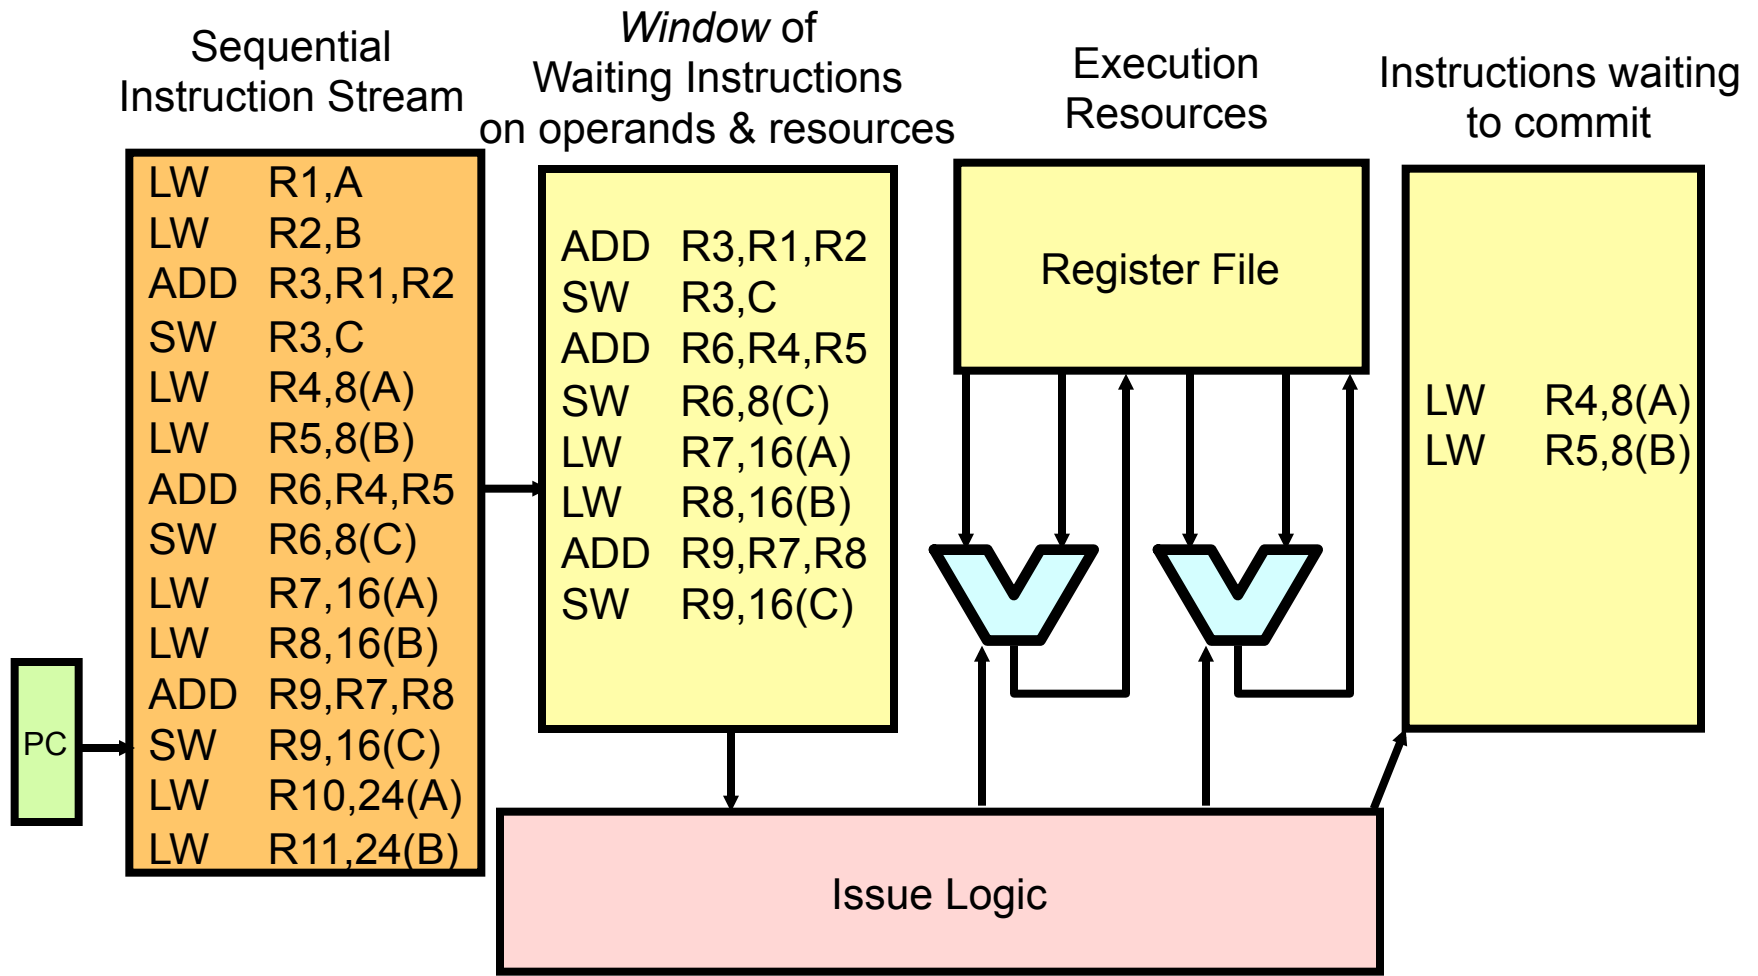 Sequential
Instruction Stream
LW R1,A
LW R2,B
ADD R3,R1,R2
SW R3,C
LW R4,8(A)
LW R5,8(B)
ADD R6,R4,R5
SW R6,8(C)
LW R7,16(A)
LW R8,16(B)
ADD R9,R7,R8
SW R9,16(C)
LW R10,24(A)
LW R11,24(B)
PC
Window of
Waiting Instructions
on operands & resources
ADD R3,R1,R2
SW R3,C
ADD R6,R4,R5
SW R6,8(C)
LW R7,16(A)
LW R8,16(B)
ADD R9,R7,R8
SW R9,16(C)
Execution
Resources
Register File
Instructions waiting
to commit
LW R4,8(A)
LW R5,8(B)
Issue Logic